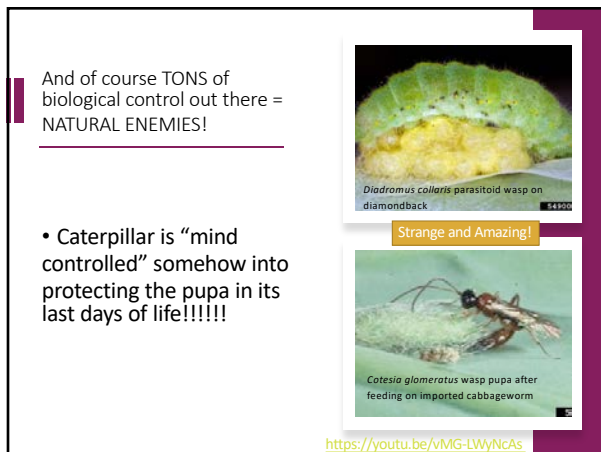 And of course TONS of
biological control out there =
NATURAL ENEMIES!
• Caterpillar is “mind
controlled” somehow into
protecting the pupa in its
last days of life!!!!!!
Diadromus collaris parasitoid wasp on
diamondback
54900
Strange and Amazing!
Cotesia glomeratus wasp pupa after
feeding on imported cabbageworm
5
https://youtu.be/vMG-LWyNcAs